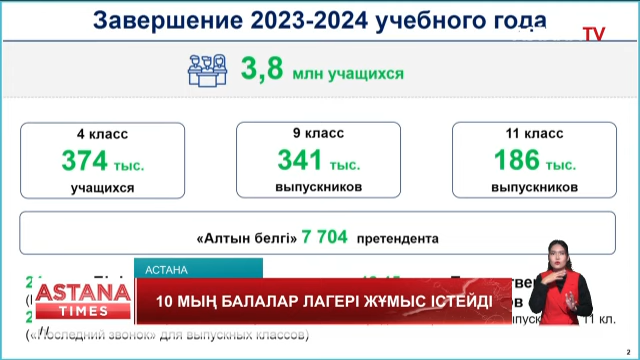 Завершение 2023-2024 учебного года
TV
3,8 млн учащихся
4 класс
374 тыс.
учащихся
9 класс
341 тыс.
выпускников
11 класс
186 тыс.
выпускников
«Алтын белгі» 7 704 претендента
АСТАНА
10 МЫҢ БАЛАЛАР ЛАГЕРІ ЖҰМЫС ІСТЕЙДІ
ASTANA
TIMES
11 кл.
(«Последний звонок» для выпускных классов)
2